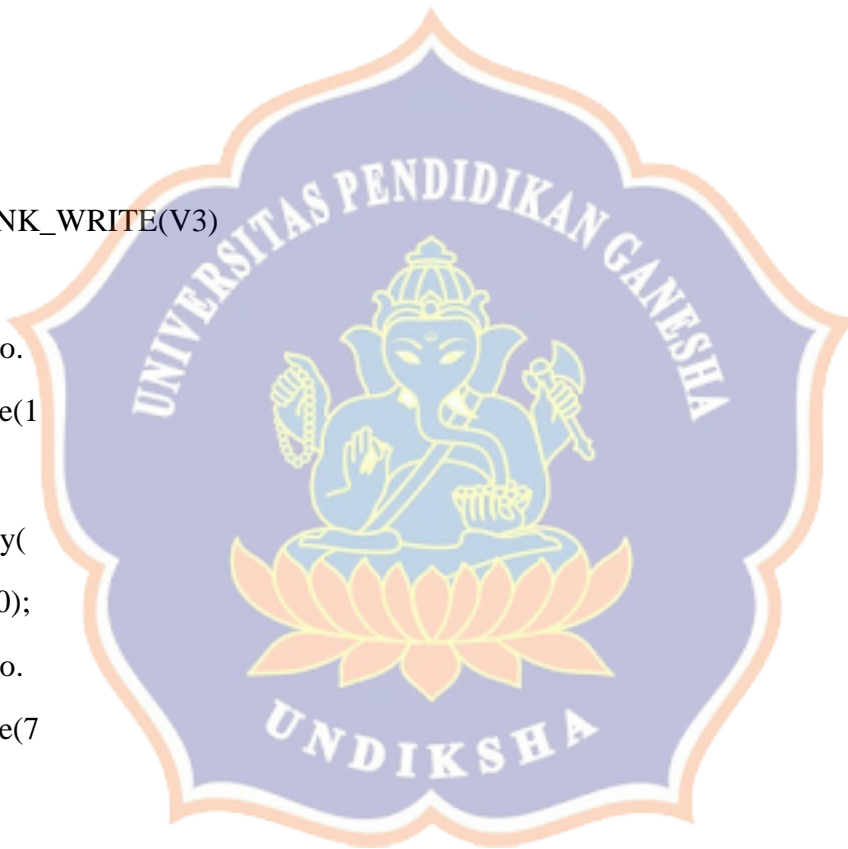 NK_WRITE(V3)
UNIVERSITAS PENDIDIKAN GANESHA
o.
e(1
y(
0);
o.
e(7
UNDIKSHA